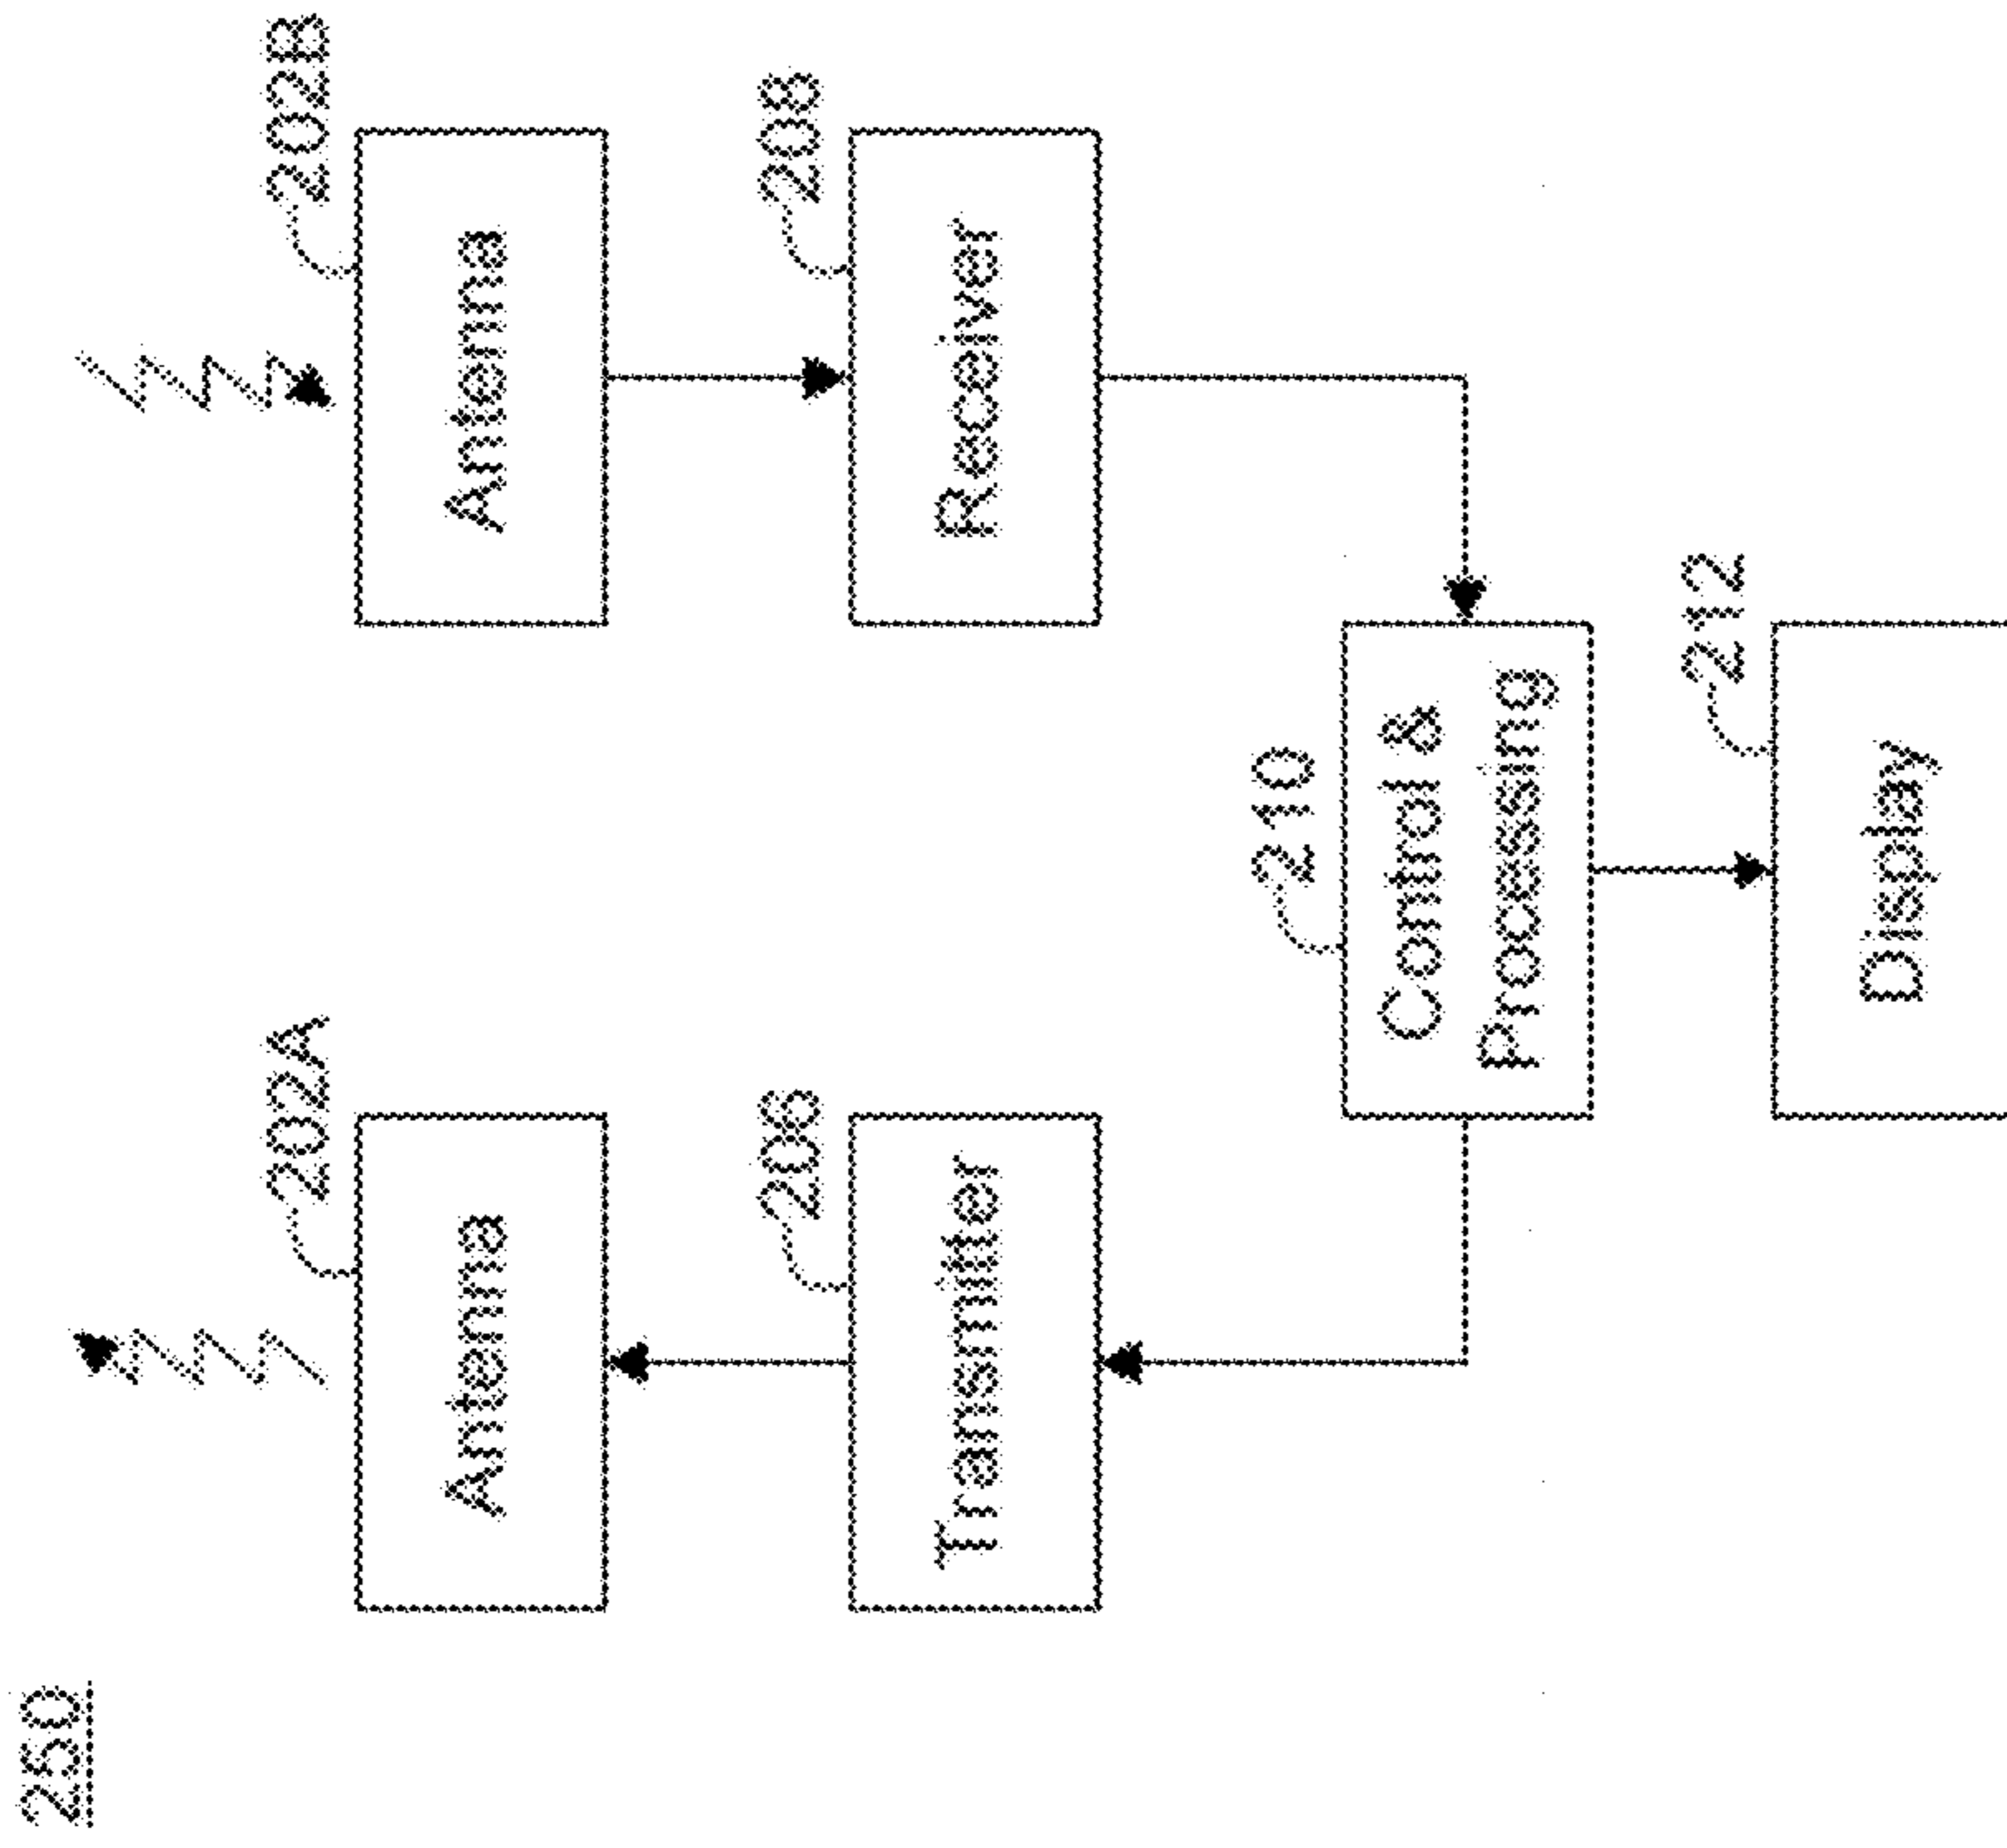 250
202A
Antenna
202B
Antenna
206
Transmitter
208
Receiver
210
Control &
Processing
212
Display